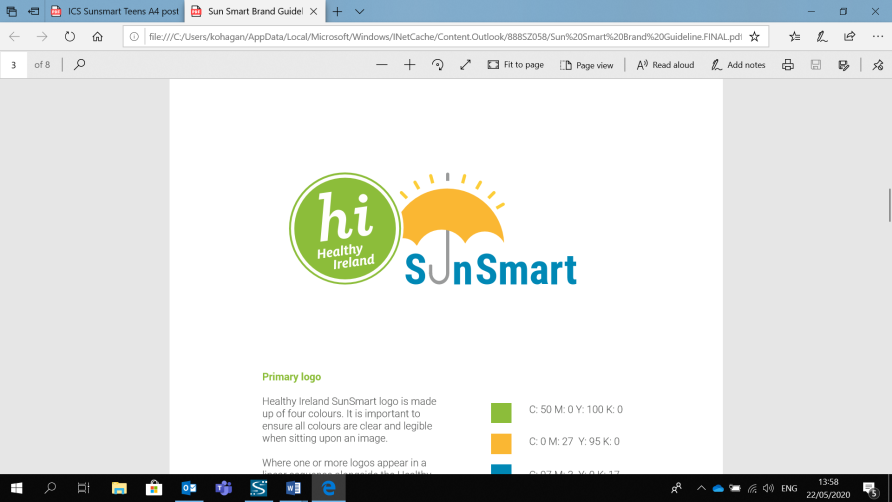 ICS Sunsmart Teens A4 post
Sun Smart Brand Guidel
file:///C:/Users/kohagan/AppData/Local/Microsoft/Windows/INetCache/Content.Outlook/888SZ058/Sun%20Smart%20Brand%20Guideline.FINAL.pdf
3 of 8
Fit to page
Page view
Read aloud
Add notes
hi
Healthy
Ireland
SunSmart
Primary logo
Healthy Ireland SunSmart logo is made
up of four colours. It is important to
ensure all colours are clear and legible
when sitting upon an image.
Where one or more logos appear in a
C: 50 M: 0 Y: 100 K: 0
C: 0 M: 27 Y: 95 K: 0
ENG
13:58
22/05/2020
5